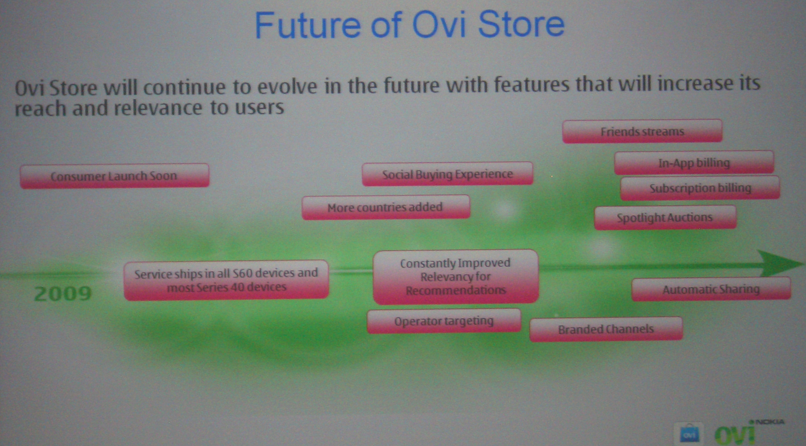 Future of Ovi Store
Ovi Store will continue to evolve in the future with features that will increase its
reach and relevance to users
Friends streams
Consumer Launch Soon
Social Buying Experience
In-App billing
Subscription billing
More countries added
Spotlight Auctions
Service ships in all S60 devices and
most Series 40 devices
Constantly Improved
Relevancy for
Recommendations
2009
Automatic Sharing
Operator targeting
Branded Channels
OVI
NOKIA
OVI